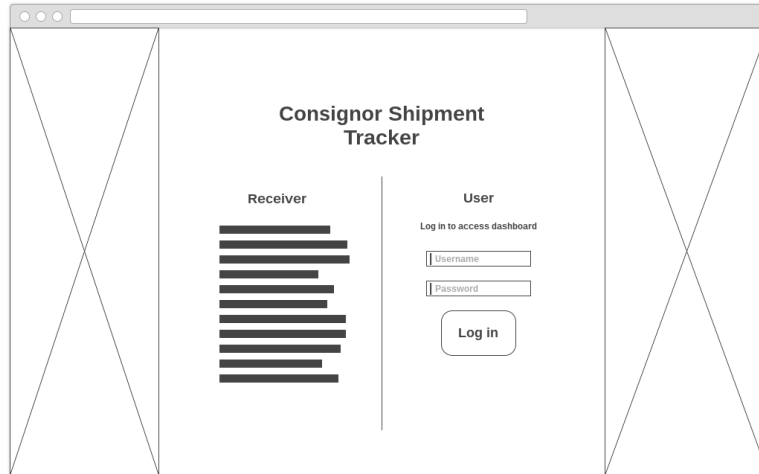 Consignor Shipment
Tracker
Receiver
User
Log in to access dashboard
Username
Password
Log in